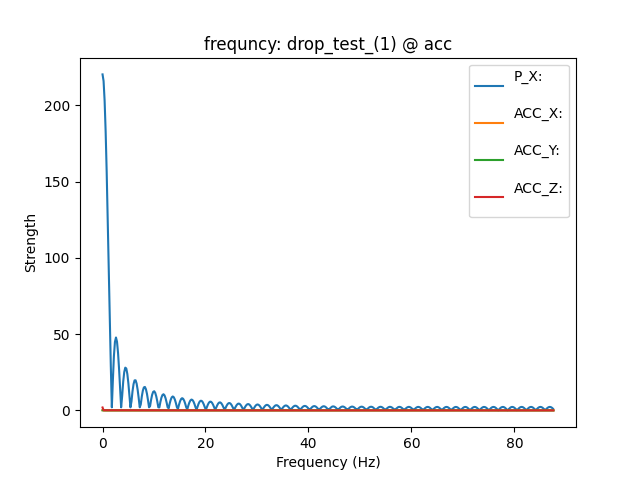 frequncy: drop_test_(1) @ acc
P_X:
ACC_X:
ACC_Y:
ACC_Z:
Strength
200
150
100
50
0
0 20 40 60 80
Frequency (Hz)